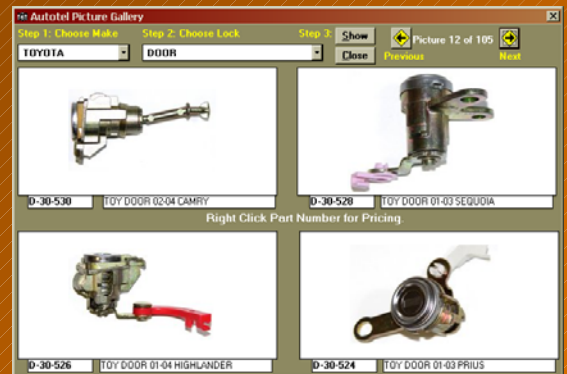 Autotel Picture Gallery
Step 1: Choose Make Step 2: Choose Lock Step 3: Show Picture 12 of 105
TOYOTA DOOR Close Previous Next
D-30-530 TOY DOOR 02-04 CAMRY D-30-528 TOY DOOR 01-03 SEQUOIA
Right Click Part Number for Pricing.
D-30-526 TOY DOOR 01-04 HIGHLANDER D-30-524 TOY DOOR 01-03 PRIUS